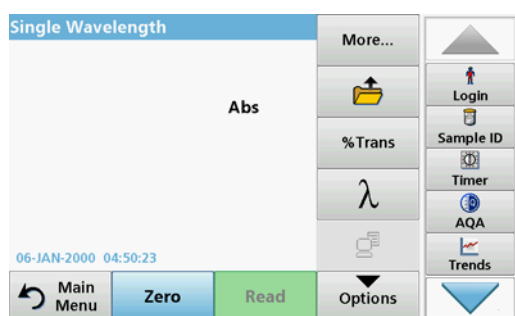 Single Wavelength
More...
Abs
%Trans
λ
06-JAN-2000 04:50:23
Main
Menu
Zero
Read
Options
Login
Sample ID
Timer
AQA
Trends